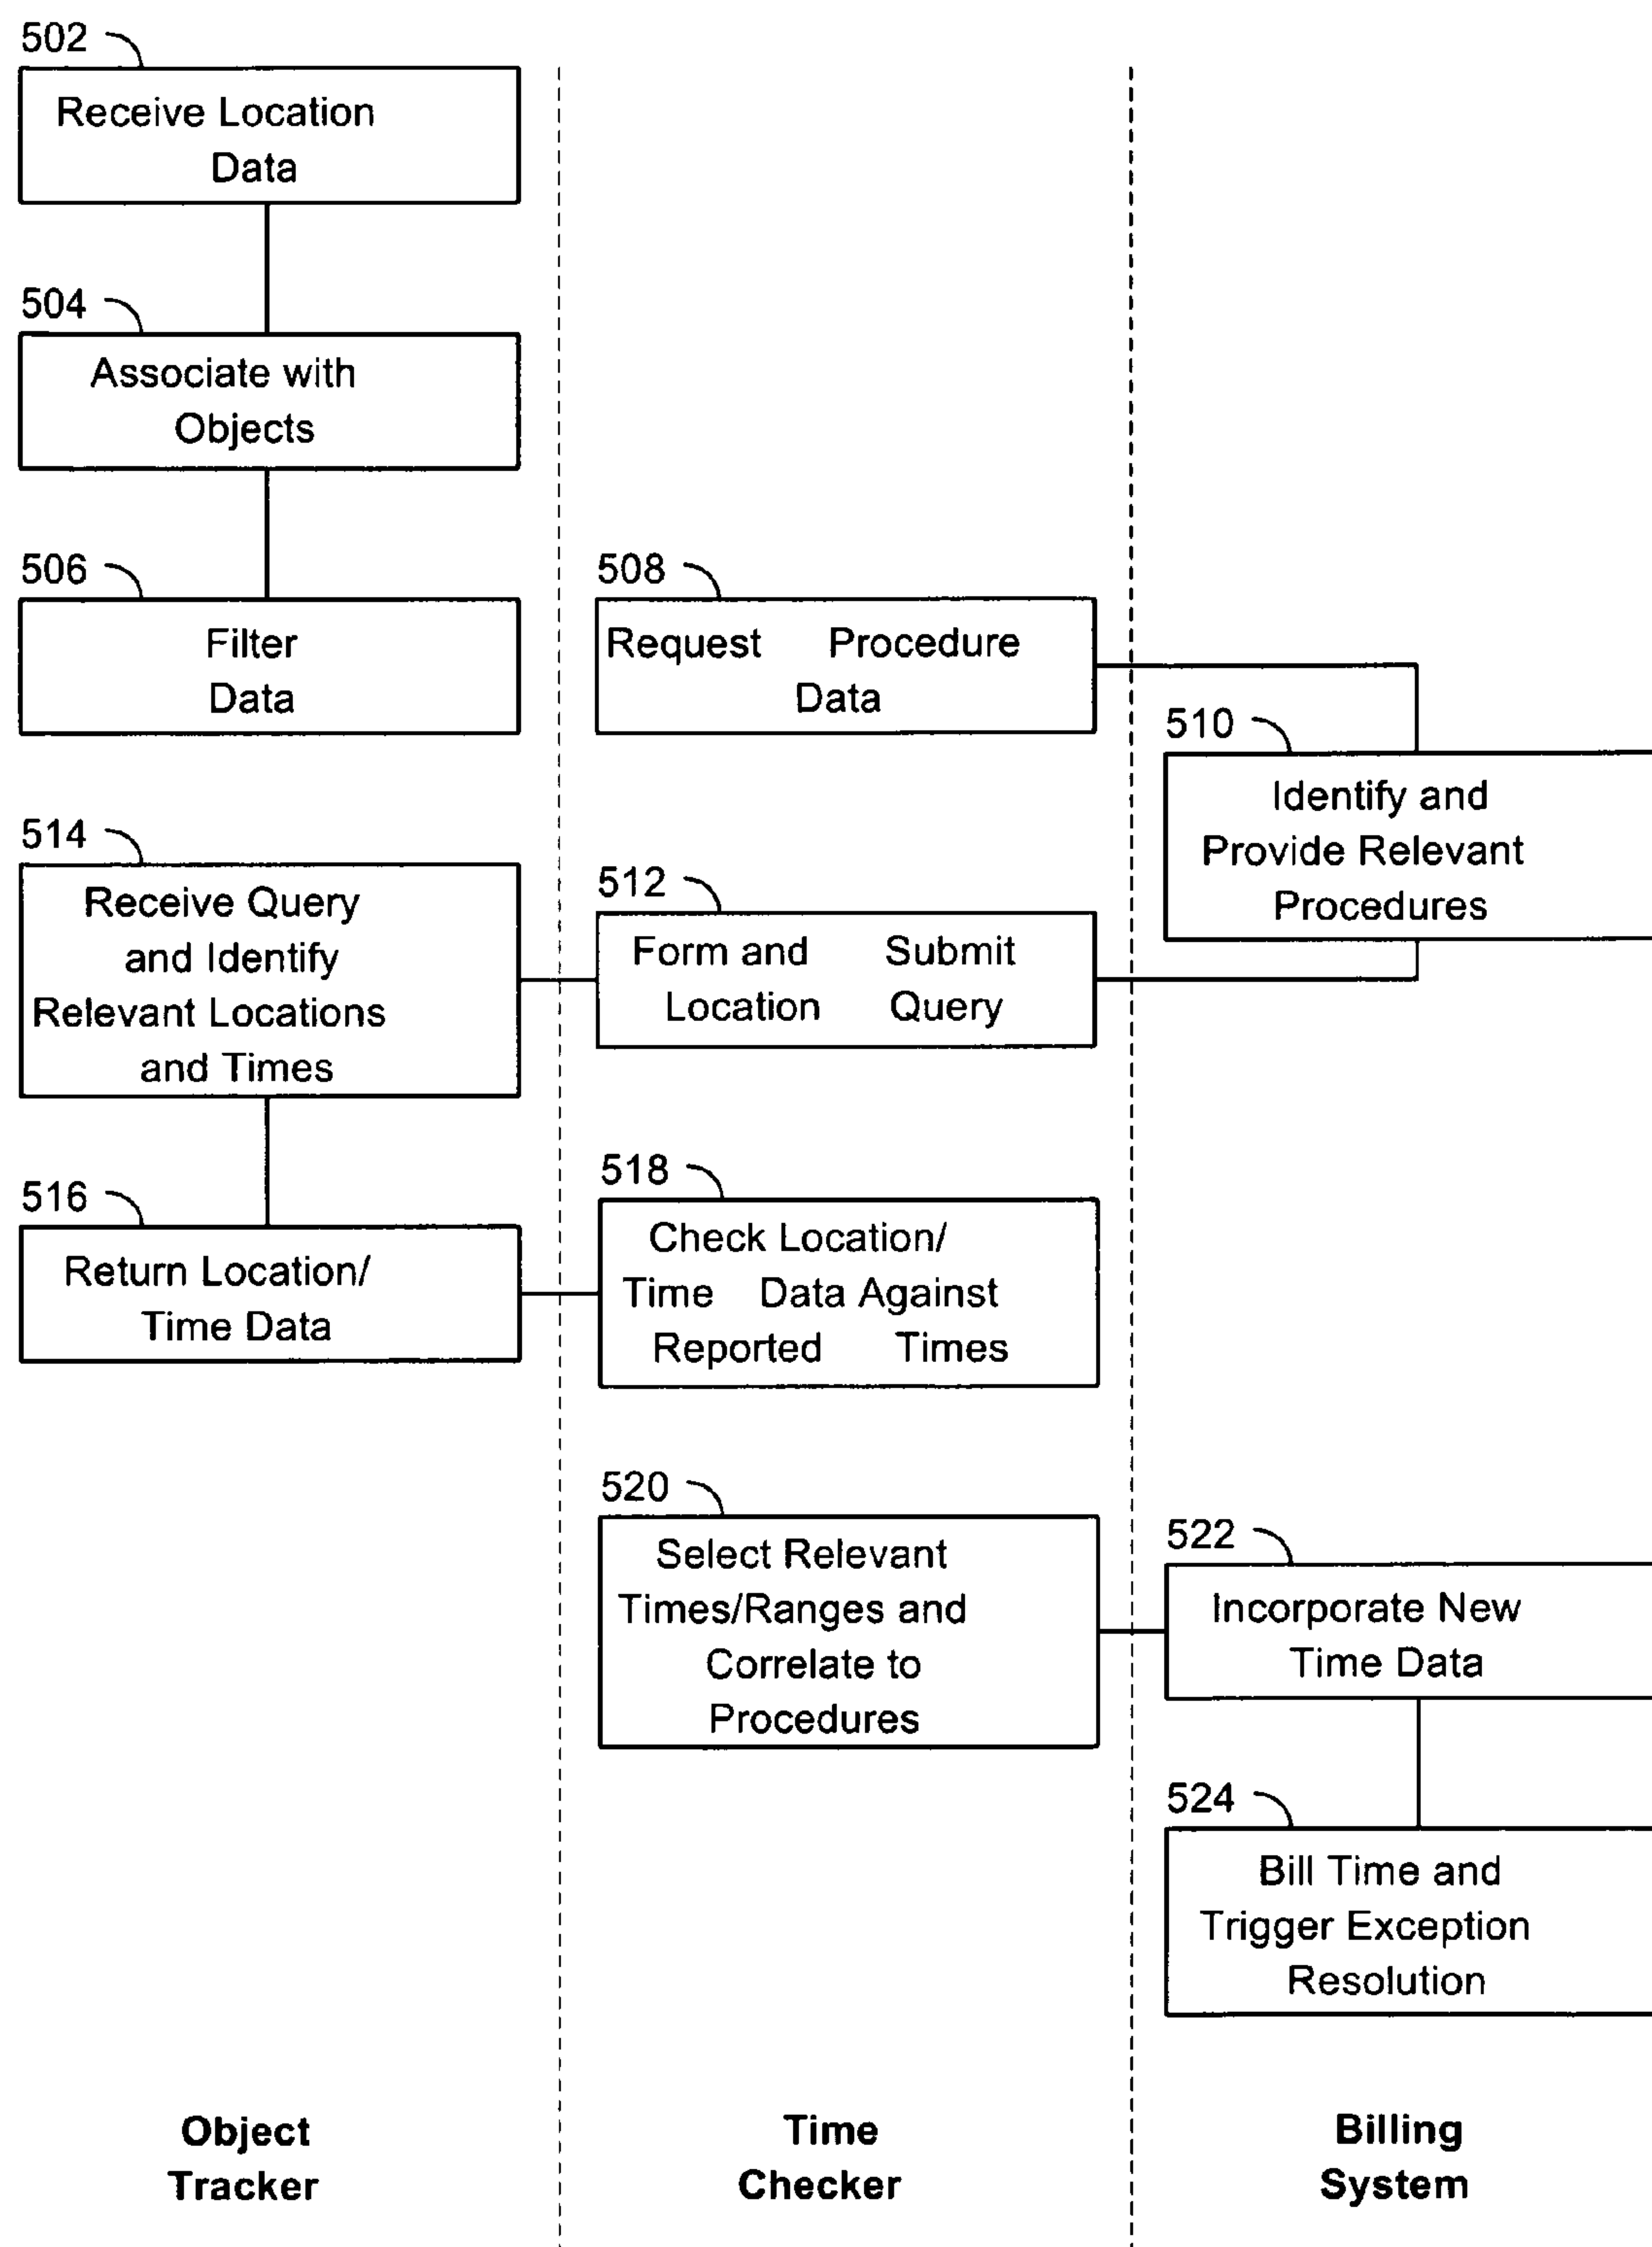 502
Receive Location
Data
504
Associate with
Objects
506
Filter
Data
508
Request Procedure
Data
510
Identify and
Provide Relevant
Procedures
512
Form and Submit
Location Query
514
Receive Query
and Identify
Relevant Locations
and Times
516
Return Location/
Time Data
518
Check Location/
Time Data Against
Reported Times
520
Select Relevant
Times/Ranges and
Correlate to
Procedures
522
Incorporate New
Time Data
524
Bill Time and
Trigger Exception
Resolution
Object
Tracker
Time
Checker
Billing
System